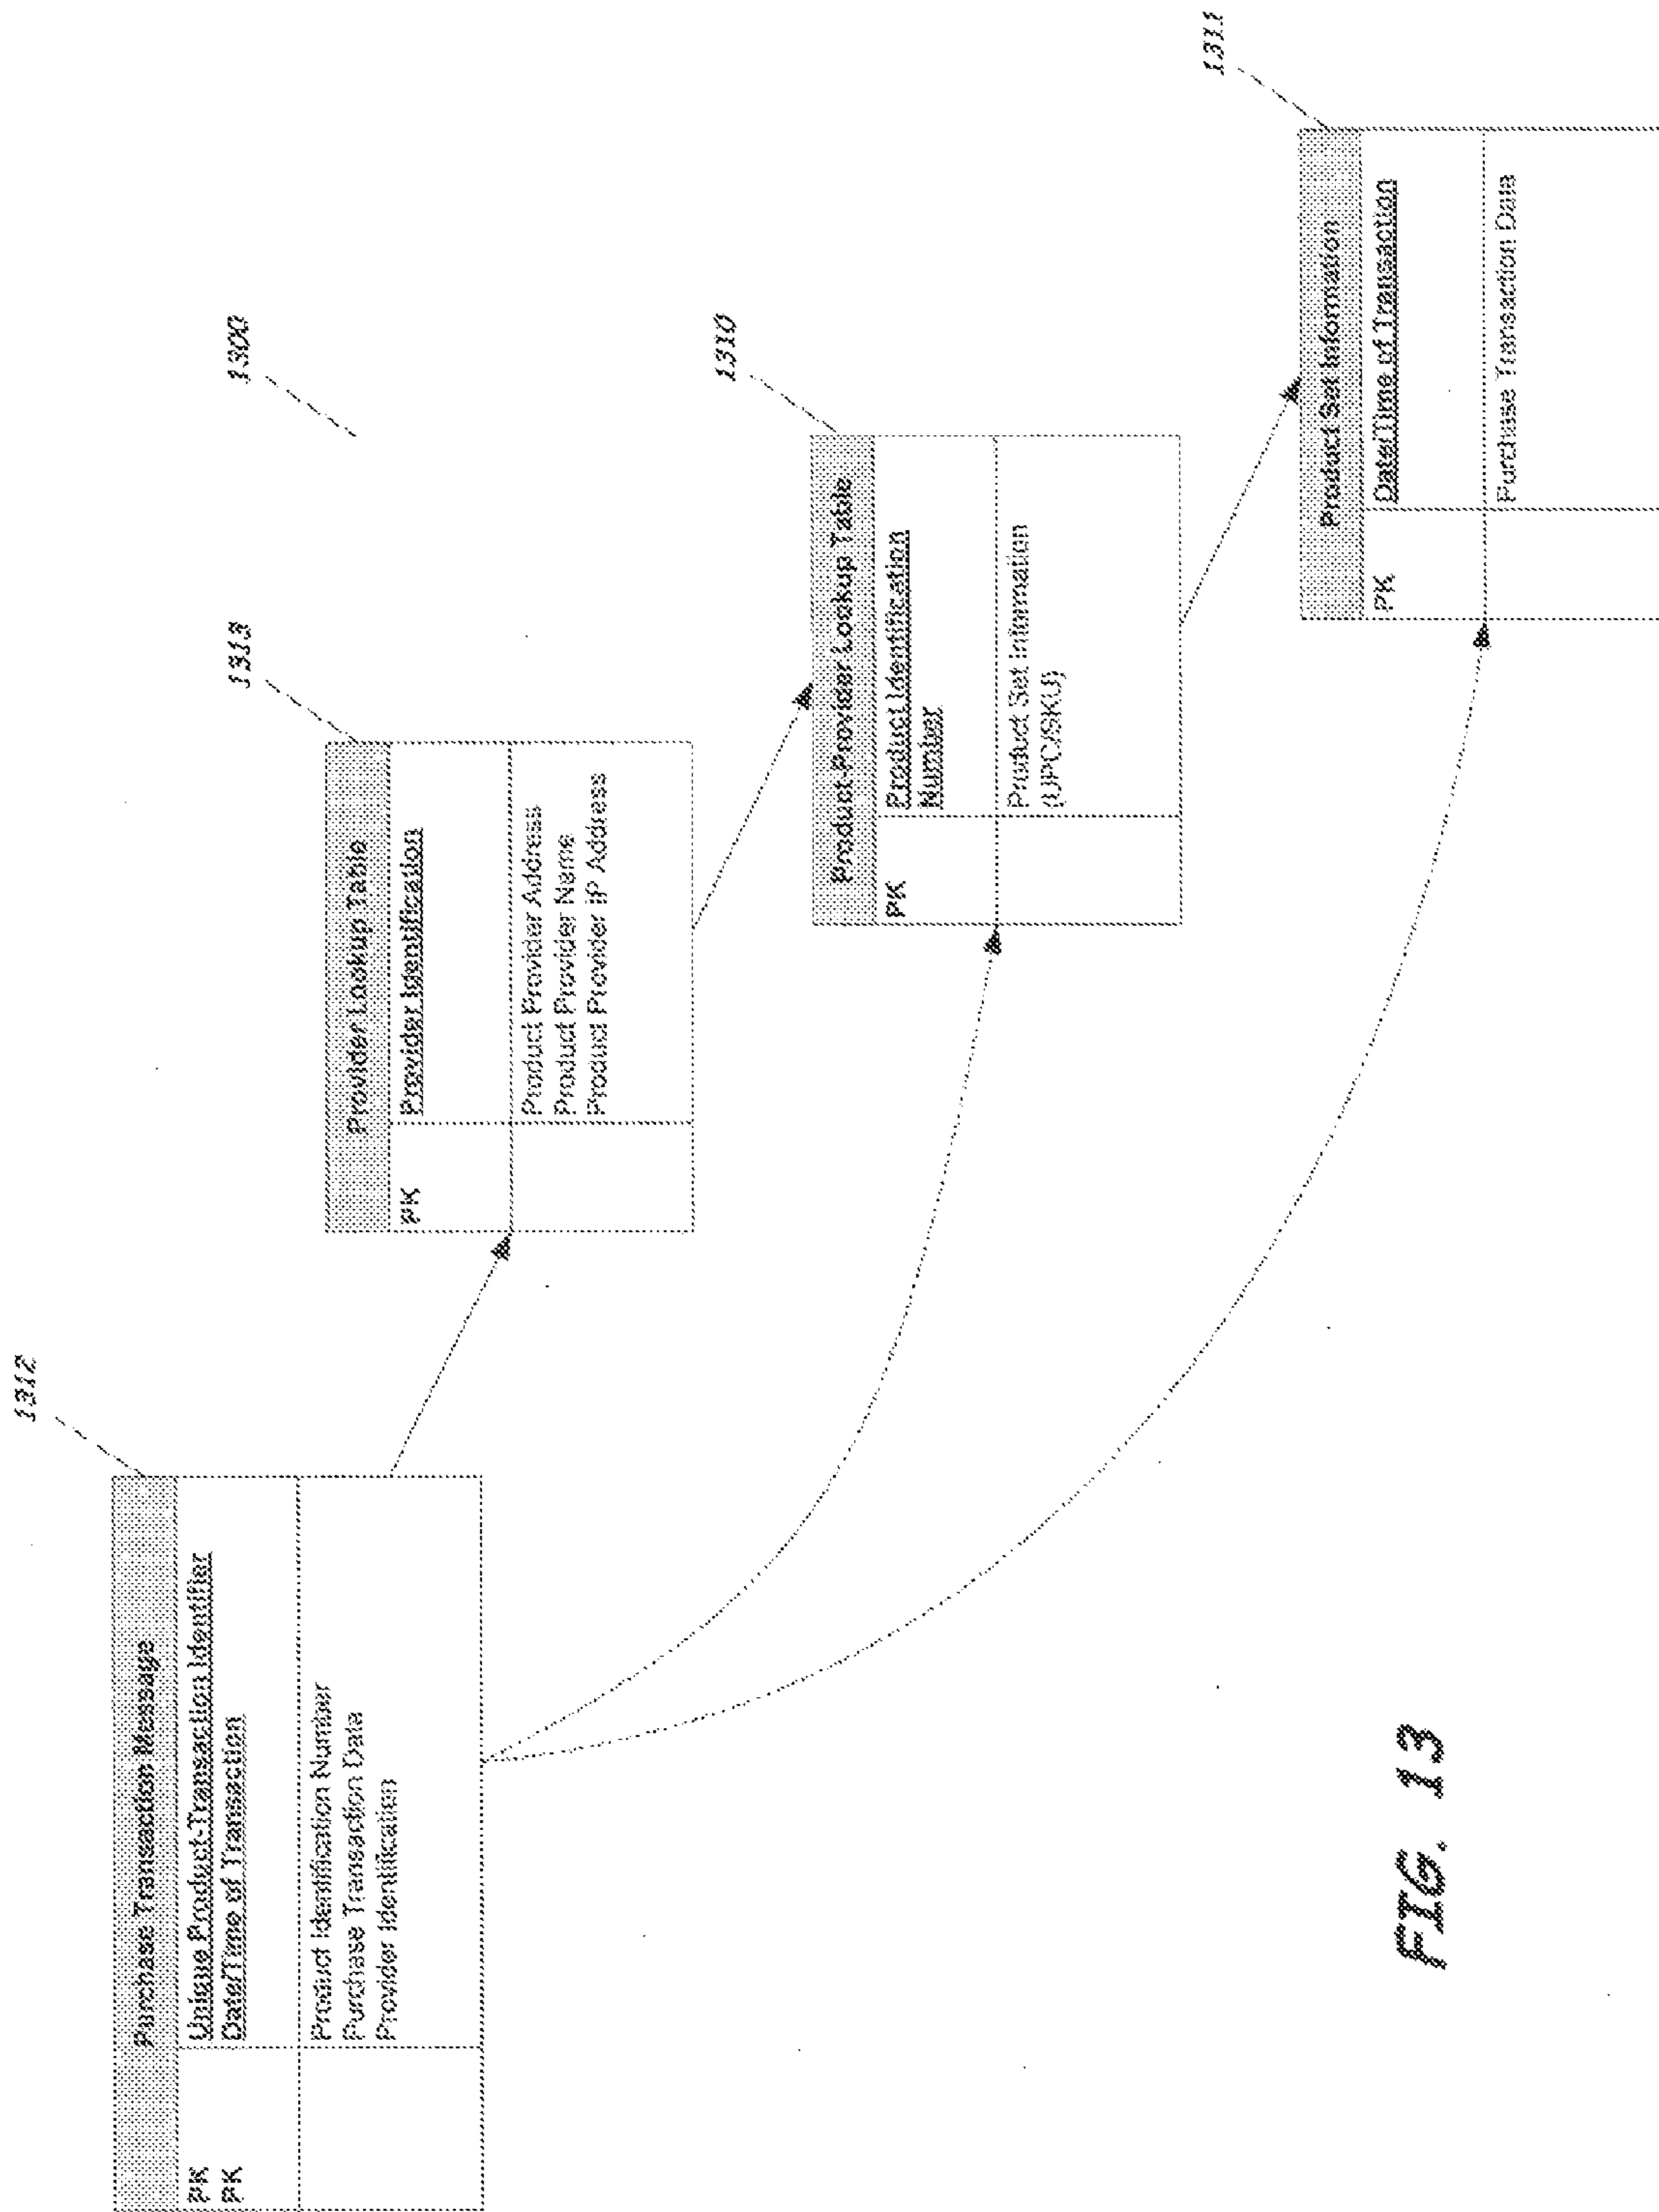 1300
1312
Purchase Transaction Message
PK Unique Product-Transaction Identifier
PK Date/Time of Transaction
Product Identification Number
Purchase Transaction Data
Provider Identification
1313
Provider Lookup Table
PK Provider Identification
Product Provider Address
Product Provider Name
Product Provider IP Address
1310
Product-Provider Lookup Table
PK Product Identification
Number
Product Set Information
(UPC/SKU)
1311
Product Set Information
PK Date/Time of Transaction
Purchase Transaction Data
FIG. 13